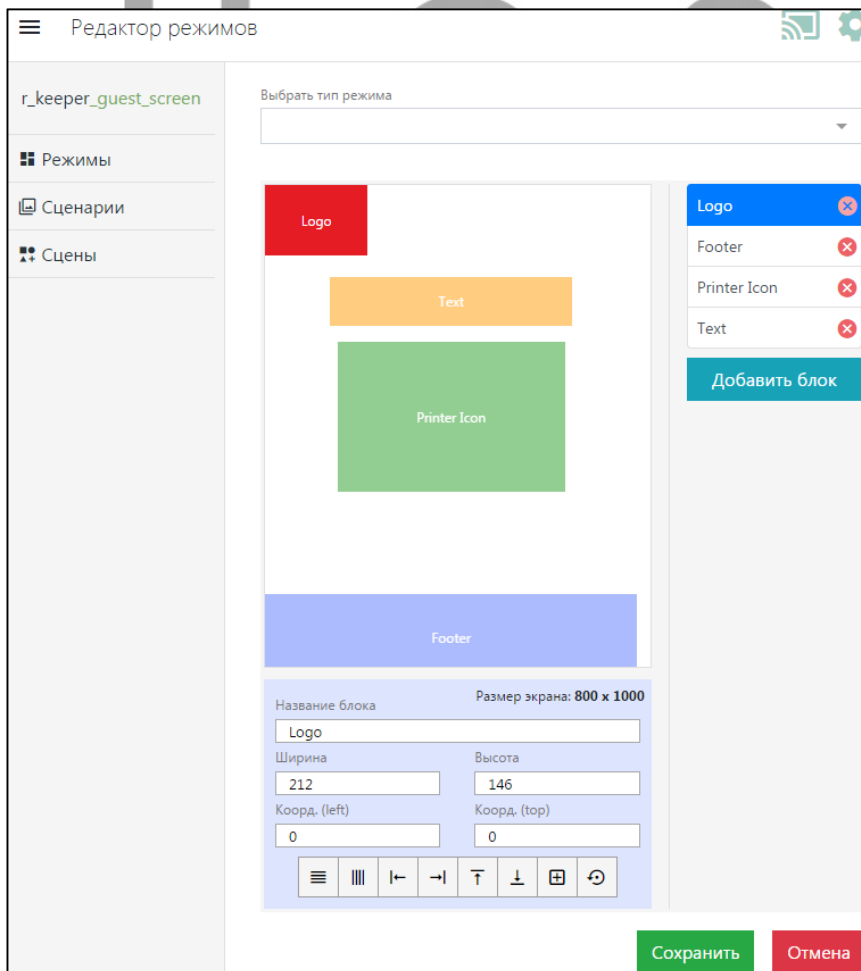 Редактор режимов
r_keeper_guest_screen
Режимы
Сценарии
Сцены
Выбрать тип режима
Logo
Text
Printer Icon
Footer
Logo
Footer
Printer Icon
Text
Добавить блок
Размер экрана: 800 x 1000
Название блока
Logo
Ширина
Высота
212
146
Коорд. (left)
Коорд. (top)
0
0
Сохранить
Отмена